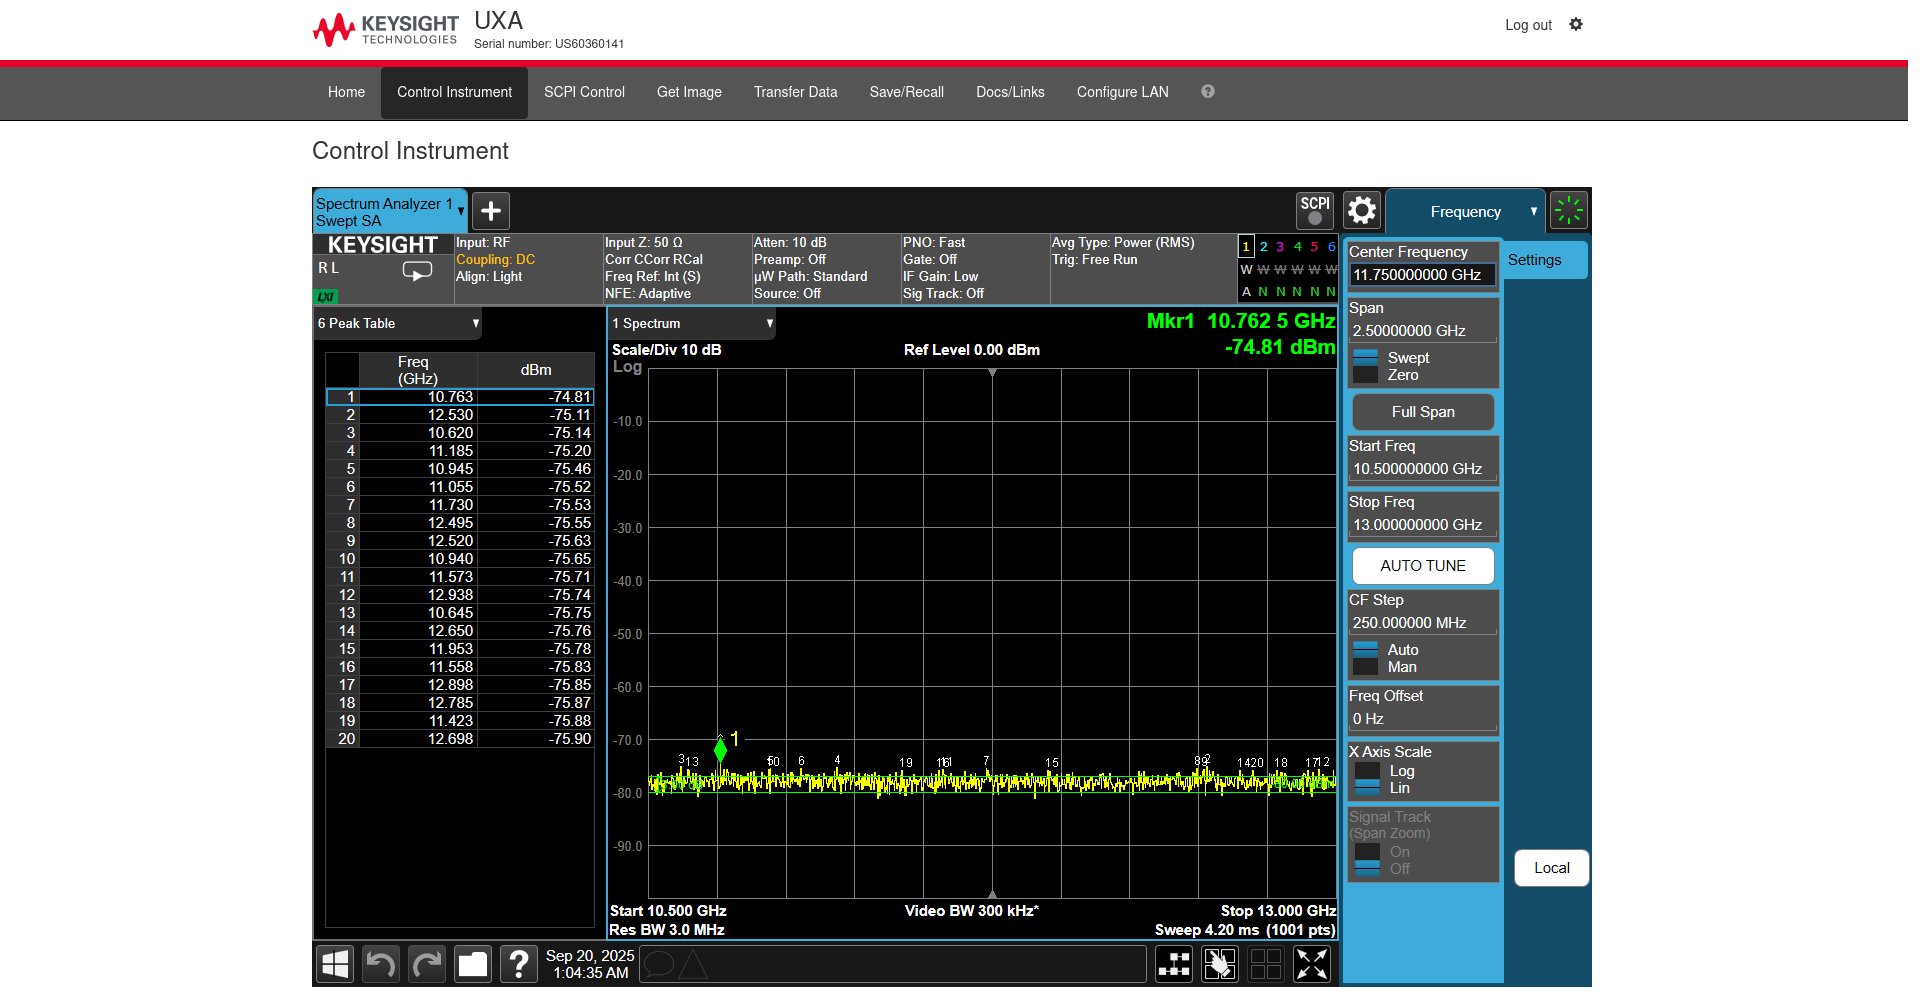 KEYSIGHT
TECHNOLOGIES
UXA
Serial number: US60360141
Log out
Home
Control Instrument
SCPI Control
Get Image
Transfer Data
Save/Recall
Docs/Links
Configure LAN
?
Control Instrument
Spectrum Analyzer 1
Swept SA
SCPI
Frequency
KEYSIGHT
R L
LXI
Input: RF
Coupling: DC
Align: Light
Input Z: 50 Ω
Corr CCorr RCal
Freq Ref: Int (S)
NFE: Adaptive
Atten: 10 dB
Preamp: Off
µW Path: Standard
Source: Off
PNO: Fast
Gate: Off
IF Gain: Low
Sig Track: Off
Avg Type: Power (RMS)
Trig: Free Run
1 2 3 4 5 6
W W W W W W
A N N N N N
6 Peak Table
Freq (GHz) dBm
1 10.763 -74.81
2 12.530 -75.11
3 10.620 -75.14
4 11.185 -75.20
5 10.945 -75.46
6 11.055 -75.52
7 11.730 -75.53
8 12.495 -75.55
9 12.520 -75.63
10 10.940 -75.65
11 11.573 -75.71
12 12.938 -75.74
13 10.645 -75.75
14 12.650 -75.76
15 11.953 -75.78
16 11.558 -75.83
17 12.898 -75.85
18 12.785 -75.87
19 11.423 -75.88
20 12.698 -75.90
1 Spectrum
Mkr1 10.762 5 GHz
-74.81 dBm
Scale/Div 10 dB
Ref Level 0.00 dBm
Log
-10.0
-20.0
-30.0
-40.0
-50.0
-60.0
-70.0
-80.0
-90.0
1
3 13 6 4 19 7 15 2 14 20 18 17 12
Start 10.500 GHz
Video BW 300 kHz*
Stop 13.000 GHz
Res BW 3.0 MHz
Sweep 4.20 ms (1001 pts)
Settings
Center Frequency
11.750000000 GHz
Span
2.50000000 GHz
Swept
Zero
Full Span
Start Freq
10.500000000 GHz
Stop Freq
13.000000000 GHz
AUTO TUNE
CF Step
250.000000 MHz
Auto
Man
Freq Offset
0 Hz
X Axis Scale
Log
Lin
Signal Track
(Span Zoom)
On
Off
Local
?
Sep 20, 2025
1:04:35 AM